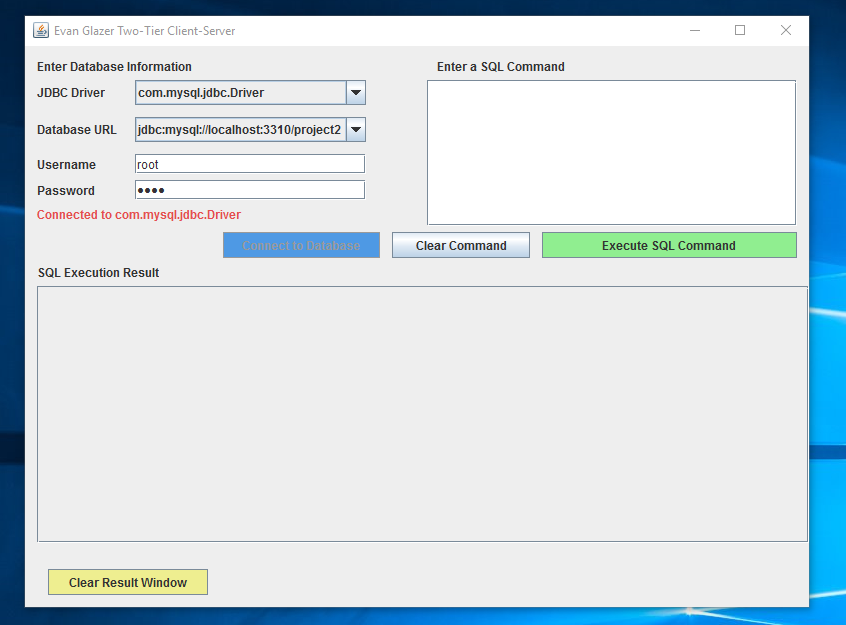 Evan Glazer Two-Tier Client-Server
Enter Database Information
Enter a SQL Command
JDBC Driver
com.mysql.jdbc.Driver
Database URL
jdbc:mysql://localhost:3310/project2
Username
root
Password
••••
Connected to com.mysql.jdbc.Driver
Connect to Database
Clear Command
Execute SQL Command
SQL Execution Result
Clear Result Window